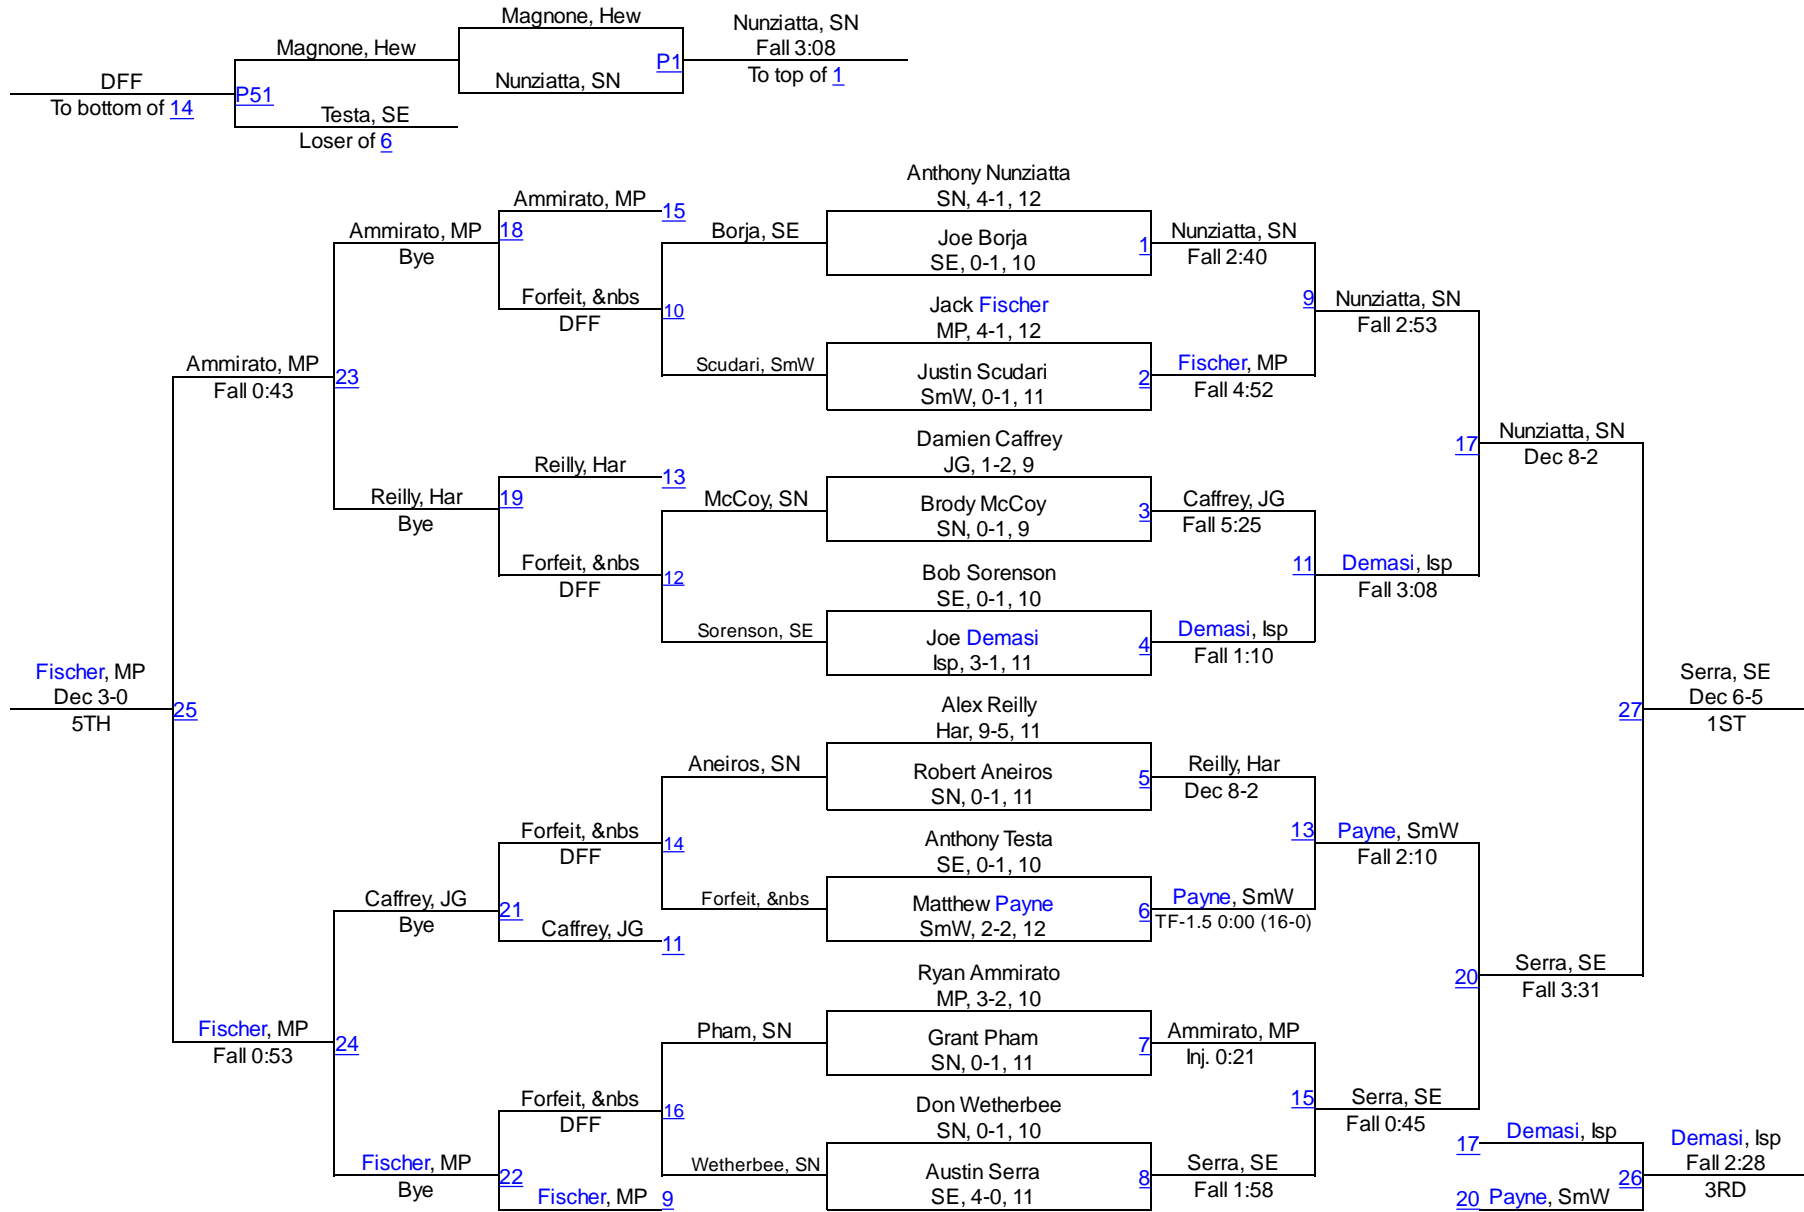 Magnone, Hew
Nunziatta, SN
Magnone, Hew
Fall 3:08
DFF
P1
Nunziatta, SN
To top of 1
To bottom of 14
P51
Testa, SE
Loser of 6
Anthony Nunziatta
SN, 4-1, 12
Ammirato, MP
15
Ammirato, MP
18
Borja, SE
Joe Borja
1
Nunziatta, SN
Bye
SE, 0-1, 10
Fall 2:40
Forfeit, &nbs
10
Jack Fischer
9
Nunziatta, SN
DFF
MP, 4-1, 12
Fall 2:53
Ammirato, MP
23
Scudari, SmW
Justin Scudari
2
Fischer, MP
Fall 0:43
SmW, 0-1, 11
Fall 4:52
Damien Caffrey
17
Nunziatta, SN
JG, 1-2, 9
Dec 8-2
Reilly, Har
13
Reilly, Har
19
McCoy, SN
Brody McCoy
3
Caffrey, JG
Bye
SN, 0-1, 9
Fall 5:25
Forfeit, &nbs
12
Bob Sorenson
11
Demasi, Isp
DFF
SE, 0-1, 10
Fall 3:08
Sorenson, SE
Joe Demasi
4
Demasi, Isp
Isp, 3-1, 11
Fall 1:10
Fischer, MP
Serra, SE
Dec 3-0
25
Alex Reilly
27
Dec 6-5
5TH
Har, 9-5, 11
1ST
Aneiros, SN
Robert Aneiros
5
Reilly, Har
SN, 0-1, 11
Dec 8-2
Forfeit, &nbs
14
Anthony Testa
13
Payne, SmW
DFF
SE, 0-1, 10
Fall 2:10
Caffrey, JG
21
Forfeit, &nbs
Matthew Payne
6
Payne, SmW
Bye
Caffrey, JG
11
SmW, 2-2, 12
TF-1.5 0:00 (16-0)
Ryan Ammirato
20
Serra, SE
MP, 3-2, 10
Fall 3:31
Fischer, MP
24
Pham, SN
Grant Pham
7
Ammirato, MP
Fall 0:53
SN, 0-1, 11
Inj. 0:21
Forfeit, &nbs
16
Don Wetherbee
15
Serra, SE
DFF
SN, 0-1, 10
Fall 0:45
17
Demasi, Isp
Demasi, Isp
Fischer, MP
22
Wetherbee, SN
Austin Serra
8
Serra, SE
26
Fall 2:28
Bye
Fischer, MP
9
SE, 4-0, 11
Fall 1:58
20
Payne, SmW
3RD